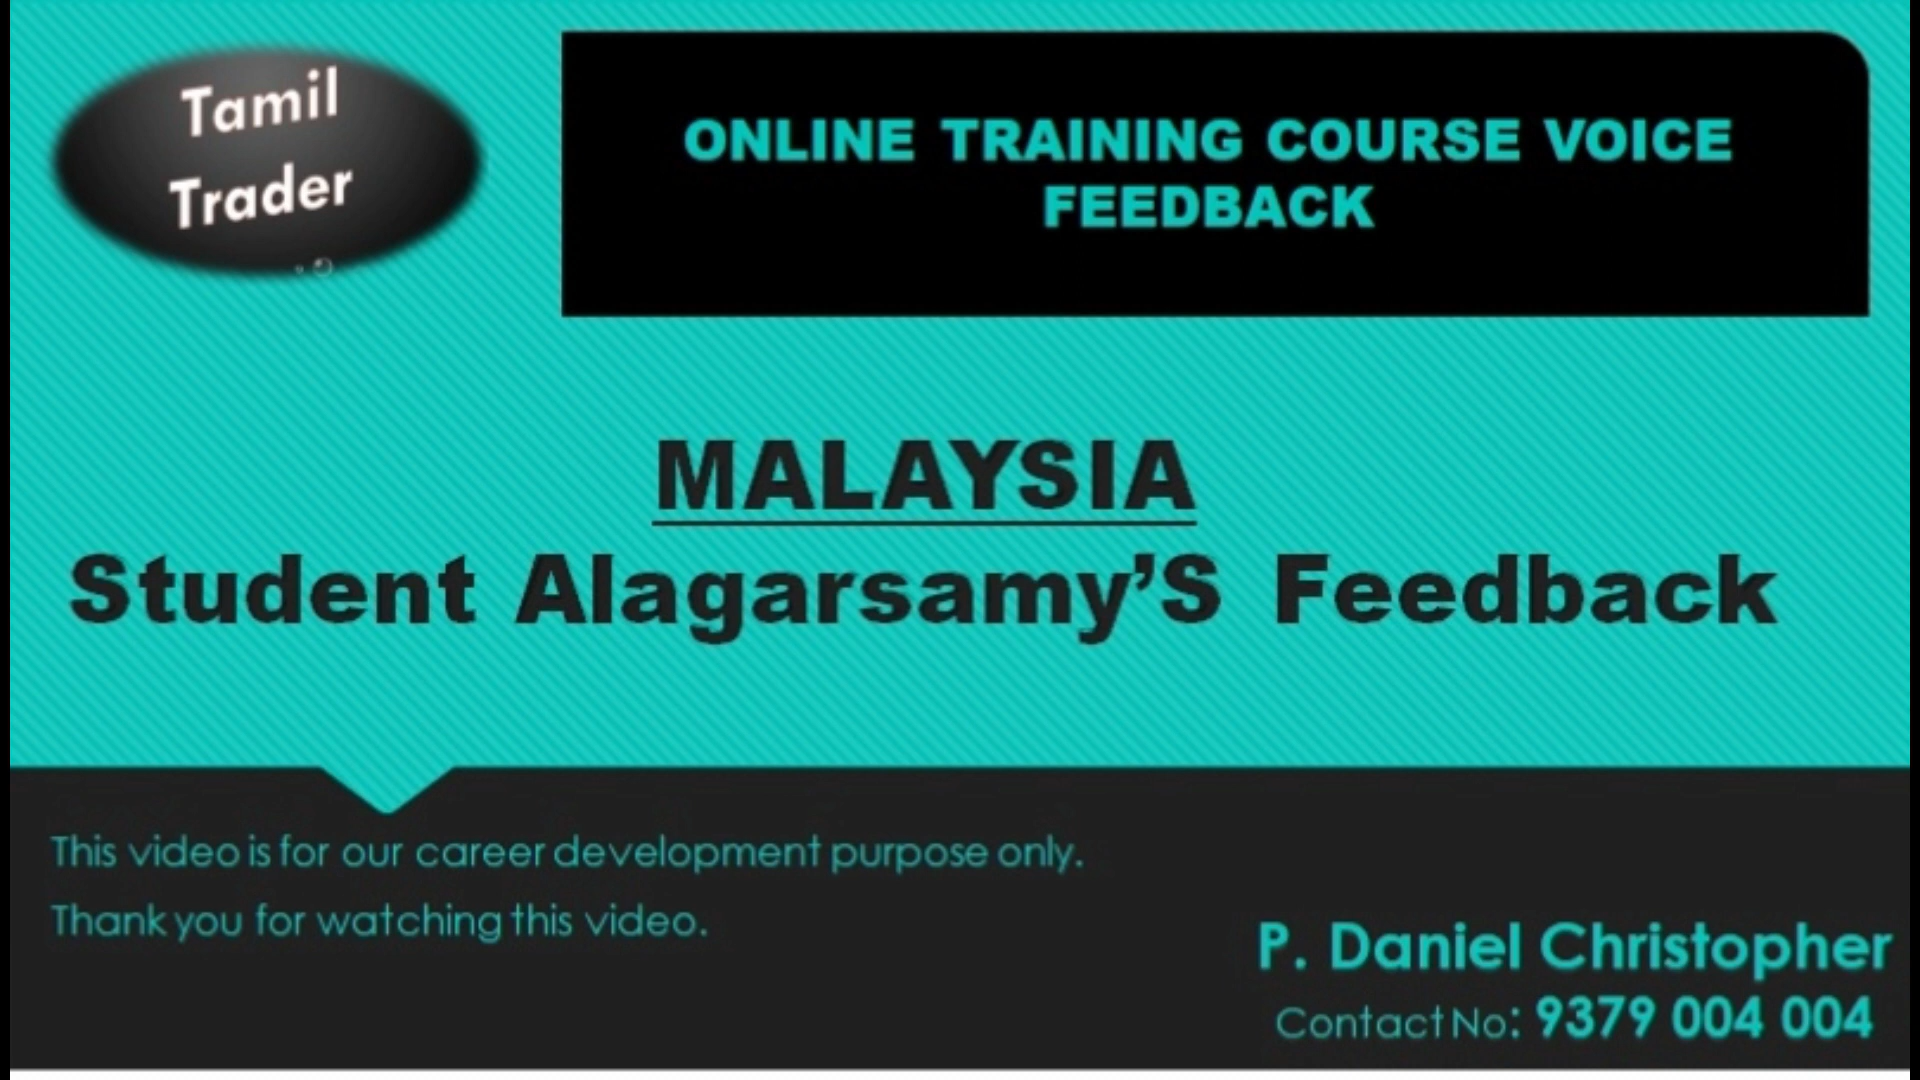 Tamil
Trader
ONLINE TRAINING COURSE VOICE
FEEDBACK
MALAYSIA
Student Alagarsamy’S Feedback
This video is for our career development purpose only.
Thank you for watching this video.
P. Daniel Christopher
Contact No: 9379 004 004